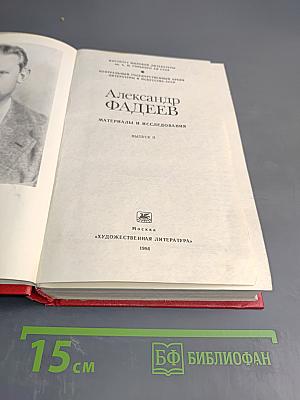 ИНСТИТУТ МИРОВОЙ ЛИТЕРАТУРЫ
им. А. М. ГОРЬКОГО АН СССР
ЦЕНТРАЛЬНЫЙ ГОСУДАРСТВЕННЫЙ АРХИВ
ЛИТЕРАТУРЫ И ИСКУССТВА СССР
Александр
ФАДЕЕВ
МАТЕРИАЛЫ И ИССЛЕДОВАНИЯ
ВЫПУСК II
Москва
«ХУДОЖЕСТВЕННАЯ ЛИТЕРАТУРА»
1984
15 см
БФ БИБЛИОФАН